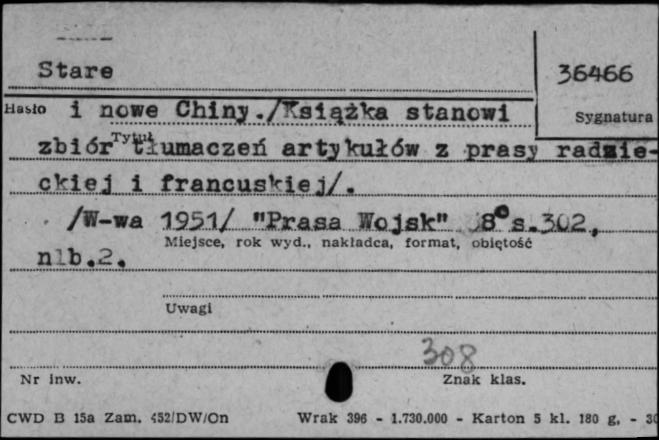 Stare
36466
Hasło i nowe Chiny./Książka stanowi
Sygnatura
Tytuł
zbiór tłumaczeń artykułów z prasy radzie-
ckiej i francuskiej/.
/W-wa 1951/ "Prasa Wojsk" 8° s.302,
Miejsce, rok wyd., nakładca, format, obiętość
nlb.2.
Uwagi
308
Nr inw.
Znak klas.
CWD B 15a Zam. 452/DW/On Wrak 396 - 1.730.000 - Karton 5 kl. 180 g. - 30